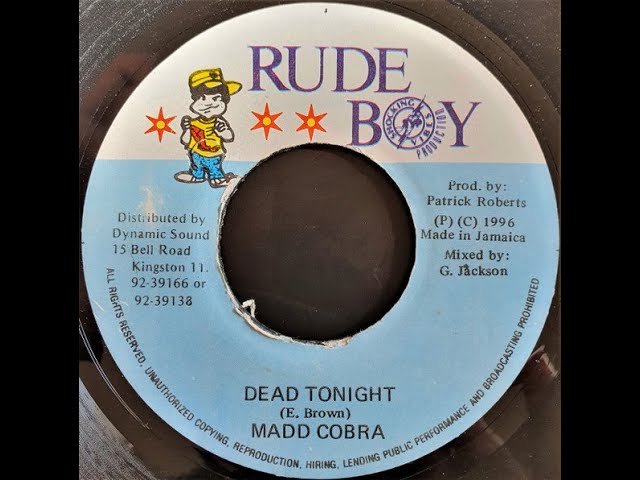 RUDE
BOY
SHOCKING VIBES
PRODUCTION
Prod. by:
Patrick Roberts
(P) (C) 1996
Made in Jamaica
Mixed by:
G. Jackson
Distributed by
Dynamic Sound
15 Bell Road
Kingston 11.
92-39166 or
92-39138
DEAD TONIGHT
(E. Brown)
MADD COBRA
ALL RIGHTS RESERVED. UNAUTHORIZED COPYING, REPRODUCTION, HIRING, LENDING PUBLIC PERFORMANCE AND BROADCASTING PROHIBITED